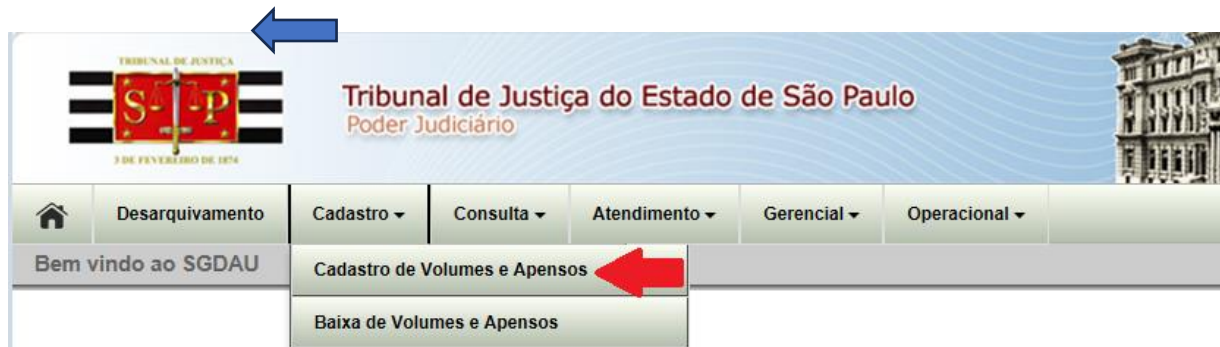 TRIBUNAL DE JUSTIÇA
S P
3 DE FEVEREIRO DE 1874
Tribunal de Justiça do Estado de São Paulo
Poder Judiciário
Desarquivamento Cadastro Consulta Atendimento Gerencial Operacional
Bem vindo ao SGDAU
Cadastro de Volumes e Apensos
Baixa de Volumes e Apensos